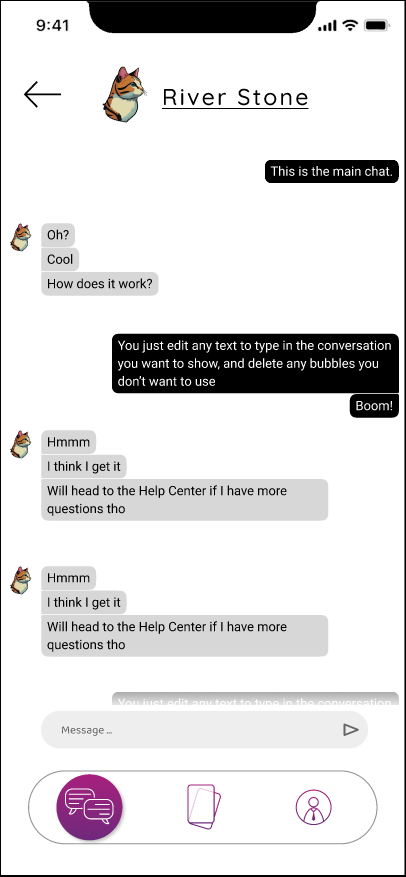 9:41
River Stone
This is the main chat.
Oh?
Cool
How does it work?
You just edit any text to type in the conversation
you want to show, and delete any bubbles you
don't want to use
Boom!
Hmmm
I think I get it
Will head to the Help Center if I have more
questions tho
Hmmm
I think I get it
Will head to the Help Center if I have more
questions tho
You just edit any text to type in the conversation
Message...